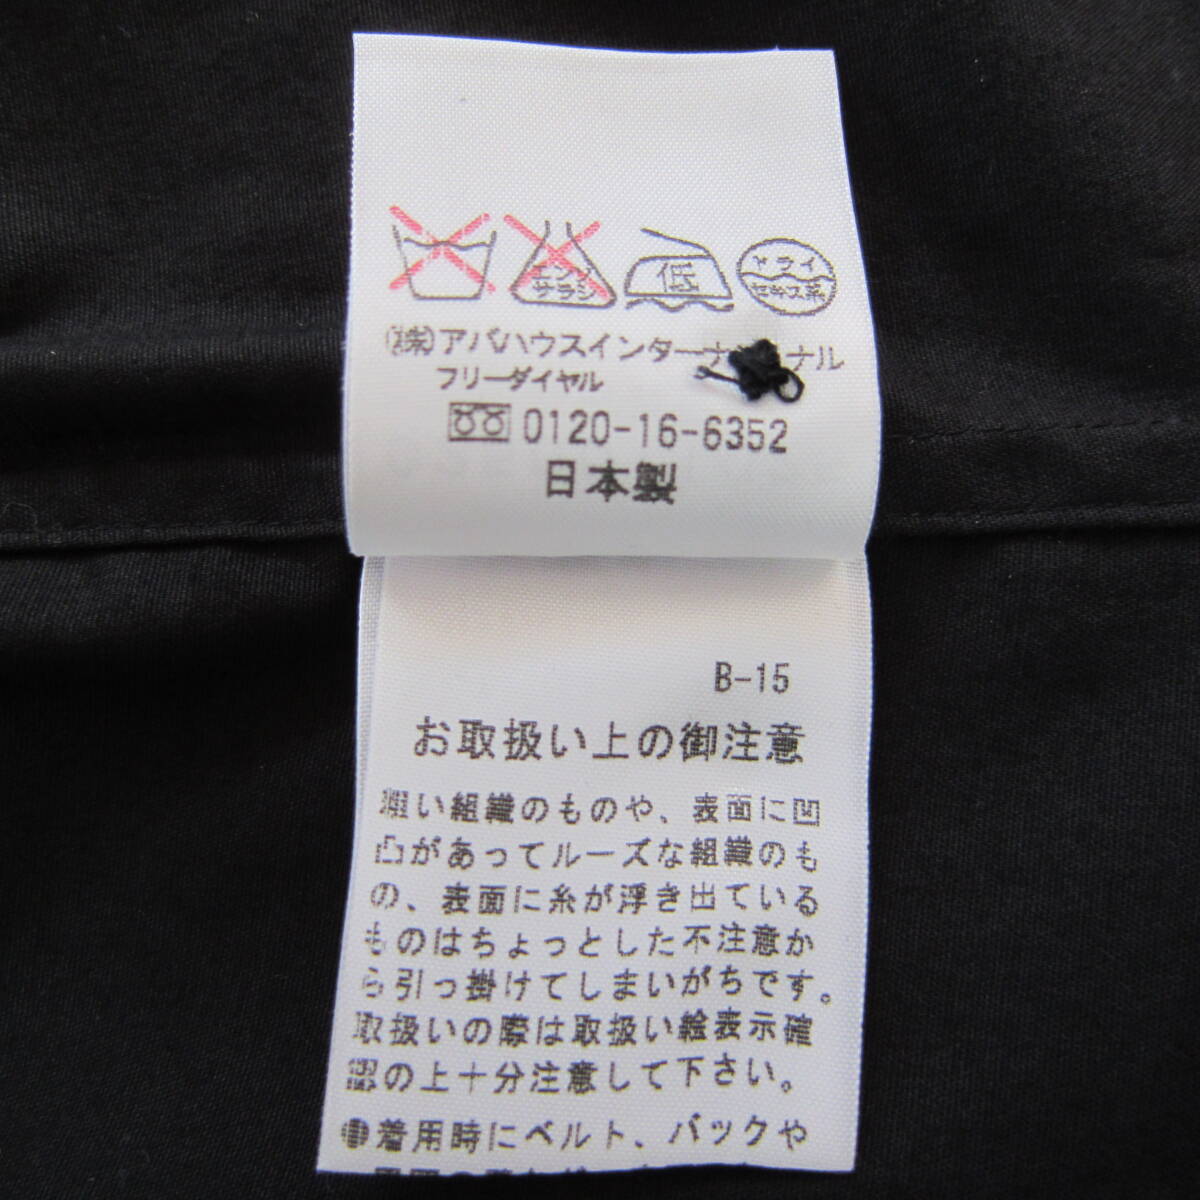 エンソ
サラシ
低
ドライ
セキユ系
(株)アバハウスインターナショナル
フリーダイヤル
0120-16-6352
日本製
B-15
お取扱い上の御注意
粗い組織のものや、表面に凹
凸があってルーズな組織のも
の、表面に糸が浮き出ている
ものはちょっとした不注意か
ら引っ掛けてしまいがちです。
取扱いの際は取扱い絵表示確
認の上十分注意して下さい。
●着用時にベルト、バックや